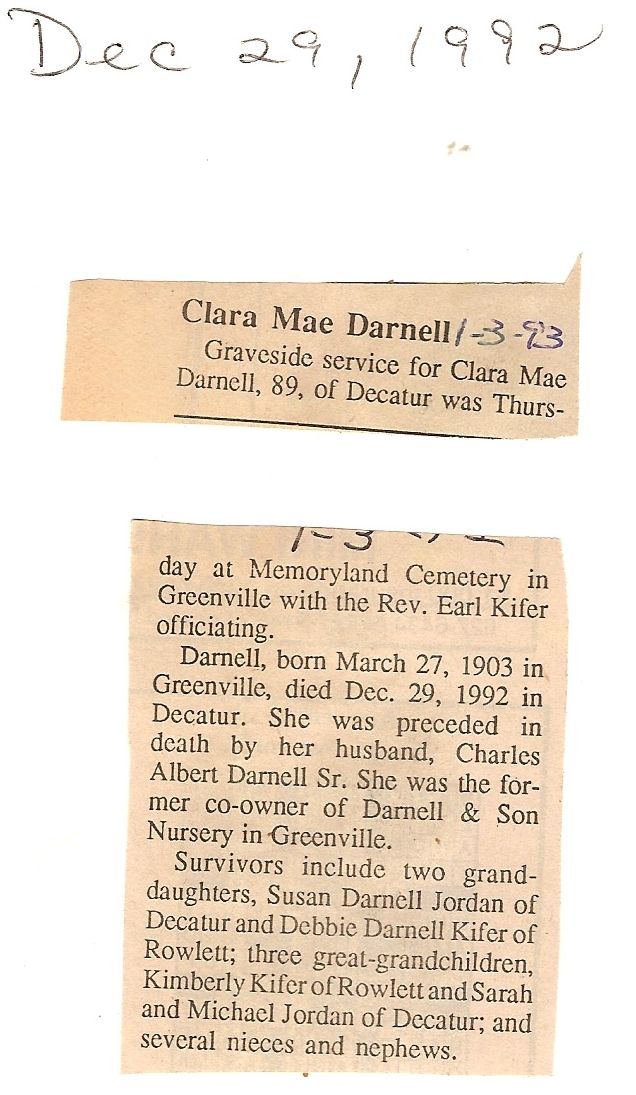 Dec 29, 1992
Clara Mae Darnell 1-3-93
Graveside service for Clara Mae
Darnell, 89, of Decatur was Thurs-
1-3
day at Memoryland Cemetery in
Greenville with the Rev. Earl Kifer
officiating.
Darnell, born March 27, 1903 in
Greenville, died Dec. 29, 1992 in
Decatur. She was preceded in
death by her husband, Charles
Albert Darnell Sr. She was the for-
mer co-owner of Darnell & Son
Nursery in Greenville.
Survivors include two grand-
daughters, Susan Darnell Jordan of
Decatur and Debbie Darnell Kifer of
Rowlett; three great-grandchildren,
Kimberly Kifer of Rowlett and Sarah
and Michael Jordan of Decatur; and
several nieces and nephews.